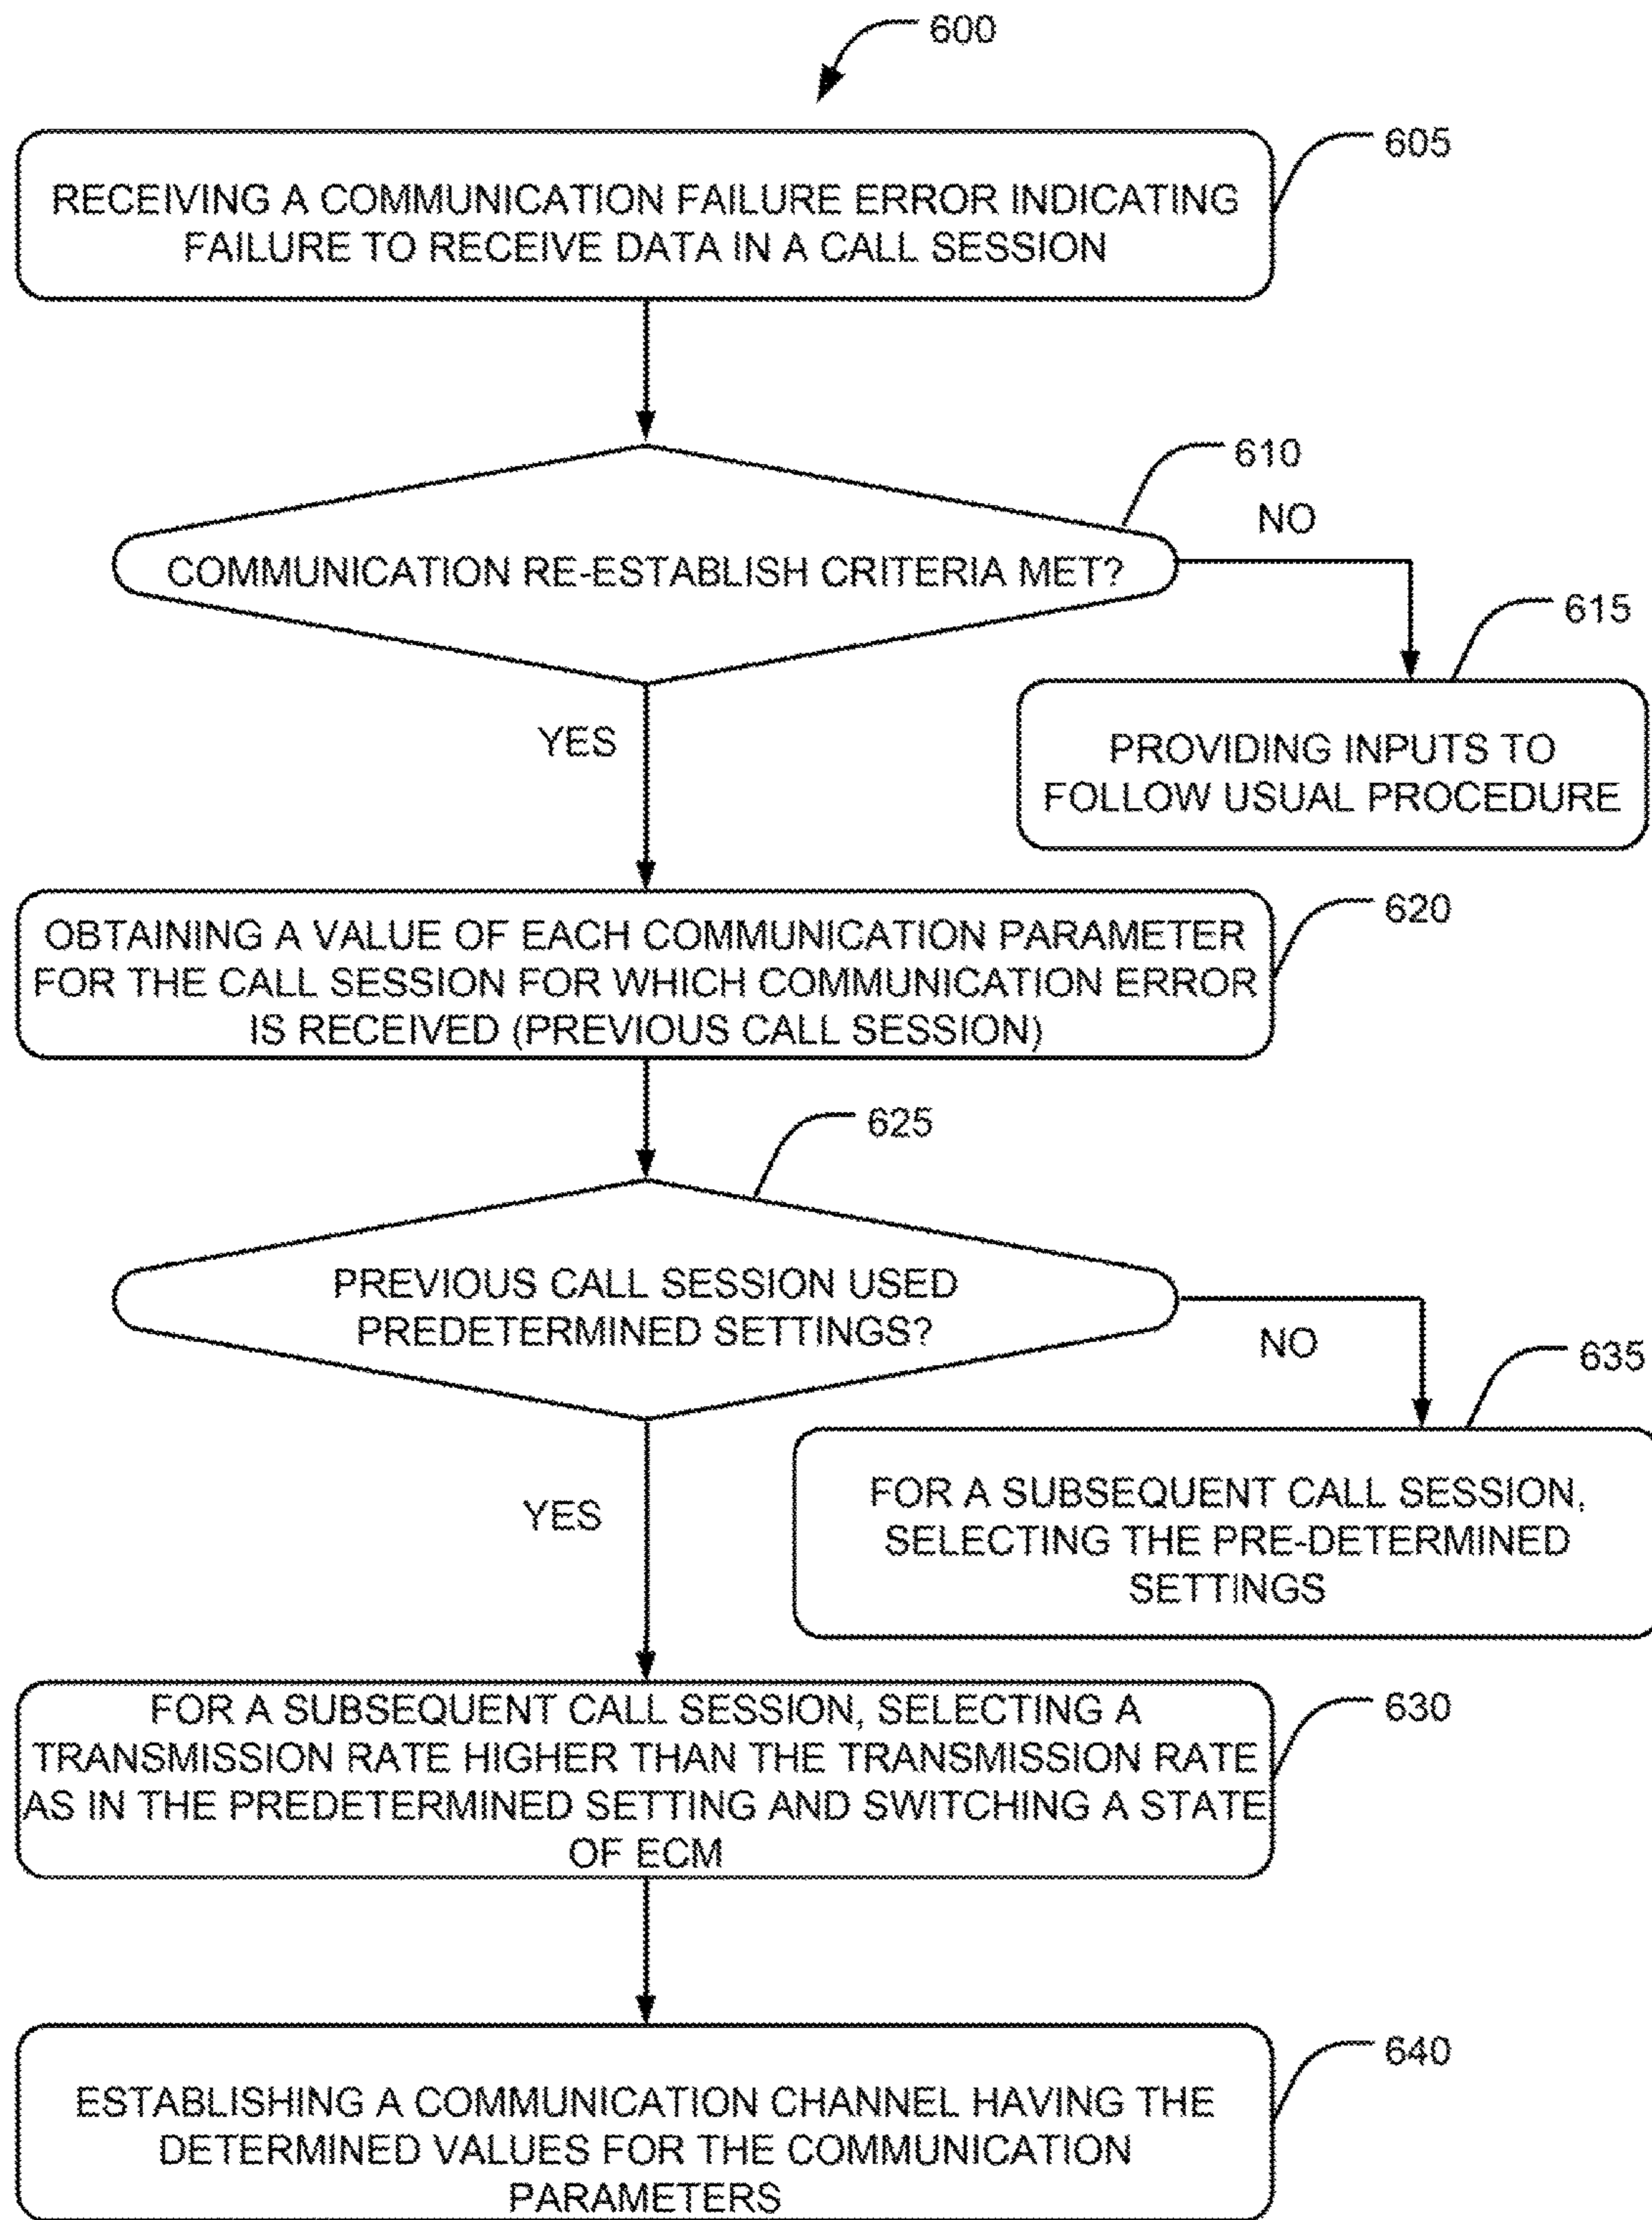 600
605
RECEIVING A COMMUNICATION FAILURE ERROR INDICATING
FAILURE TO RECEIVE DATA IN A CALL SESSION
610
NO
COMMUNICATION RE-ESTABLISH CRITERIA MET?
615
YES
PROVIDING INPUTS TO
FOLLOW USUAL PROCEDURE
620
OBTAINING A VALUE OF EACH COMMUNICATION PARAMETER
FOR THE CALL SESSION FOR WHICH COMMUNICATION ERROR
IS RECEIVED (PREVIOUS CALL SESSION)
625
PREVIOUS CALL SESSION USED
PREDETERMINED SETTINGS?
NO
635
YES
FOR A SUBSEQUENT CALL SESSION,
SELECTING THE PRE-DETERMINED
SETTINGS
630
FOR A SUBSEQUENT CALL SESSION, SELECTING A
TRANSMISSION RATE HIGHER THAN THE TRANSMISSION RATE
AS IN THE PREDETERMINED SETTING AND SWITCHING A STATE
OF ECM
640
ESTABLISHING A COMMUNICATION CHANNEL HAVING THE
DETERMINED VALUES FOR THE COMMUNICATION
PARAMETERS